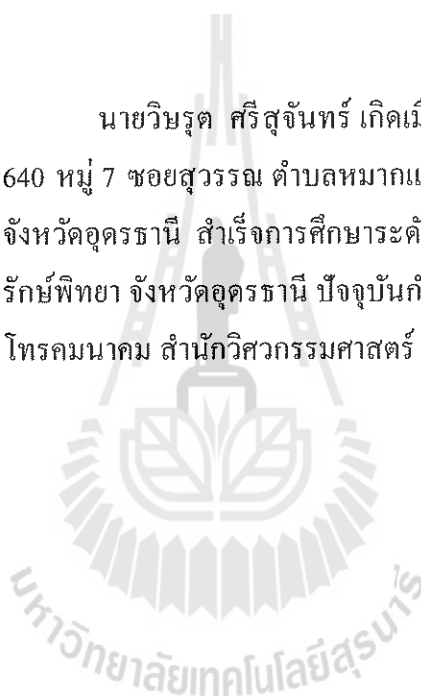 นายวิษรุต ศรีสุจันทร์ เกิดเมื่
640 หมู่ 7 ซอยสุวรรณ ตำบลหมากแ
จังหวัดอุดรธานี สำเร็จการศึกษาระดั
รักษ์พิทยา จังหวัดอุดรธานี ปัจจุบันกำ
โทรคมนาคม สำนักวิศวกรรมศาสตร์
มหาวิทยาลัยเทคโนโลยีสุรนารี